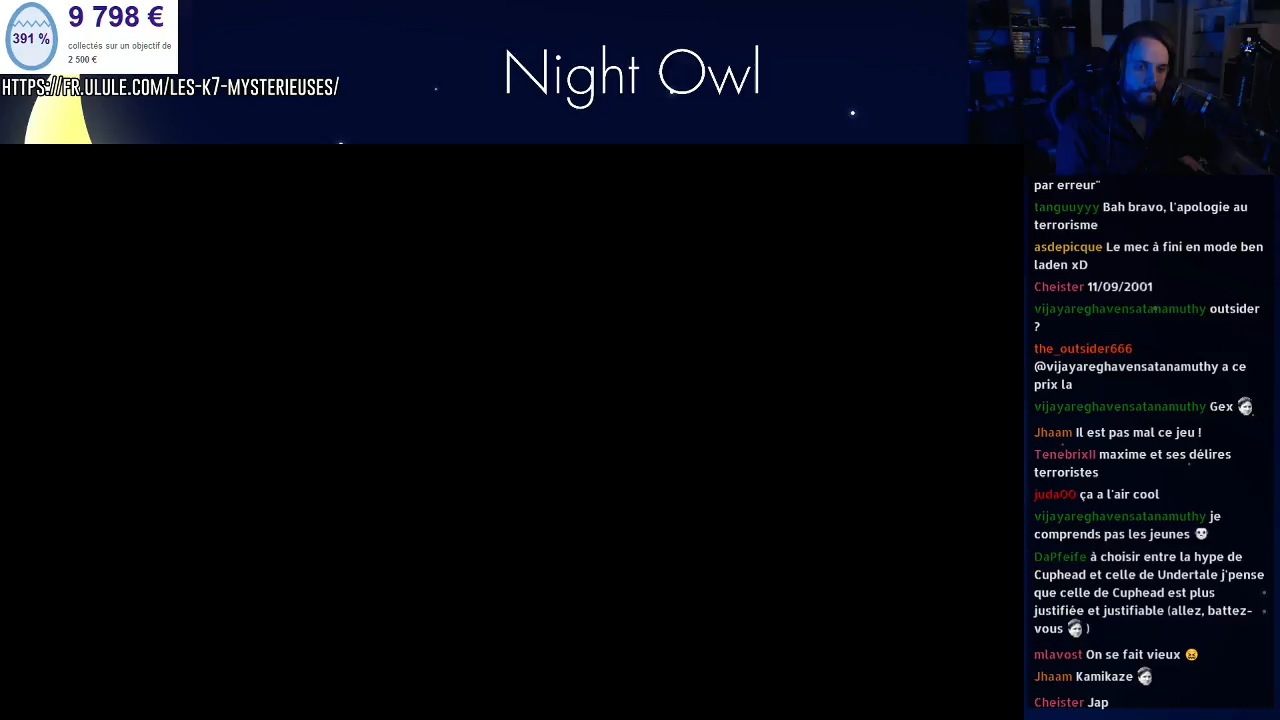 9 798 €
391 %
collectés sur un objectif de
2 500 €
HTTPS://FR.ULULE.COM/LES-K7-MYSTERIEUSES/
Night Owl
par erreur"
tanguuyyy Bah bravo, l'apologie au
terrorisme
asdepicque Le mec à fini en mode ben
laden xD
Cheister 11/09/2001
vijayareghavensatanamuthy outsider
?
the_outsider666
@vijayareghavensatanamuthy a ce
prix la
vijayareghavensatanamuthy Gex
Jhaam Il est pas mal ce jeu !
TenebrixII maxime et ses délires
terroristes
juda00 ça a l'air cool
vijayareghavensatanamuthy je
comprends pas les jeunes
DaPfeife à choisir entre la hype de
Cuphead et celle de Undertale j'pense
que celle de Cuphead est plus
justifiée et justifiable (allez, battez-
vous )
mlavost On se fait vieux
Jhaam Kamikaze
Cheister Jap